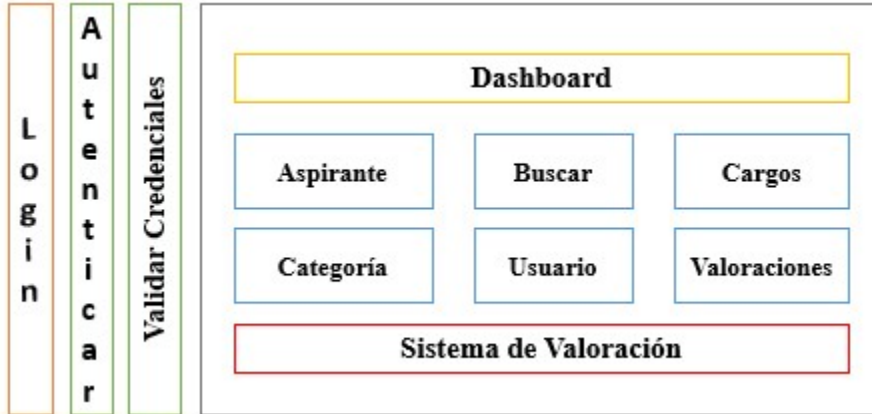 Login
Autenticar
Validar Credenciales
Dashboard
Aspirante
Buscar
Cargos
Categoría
Usuario
Valoraciones
Sistema de Valoración